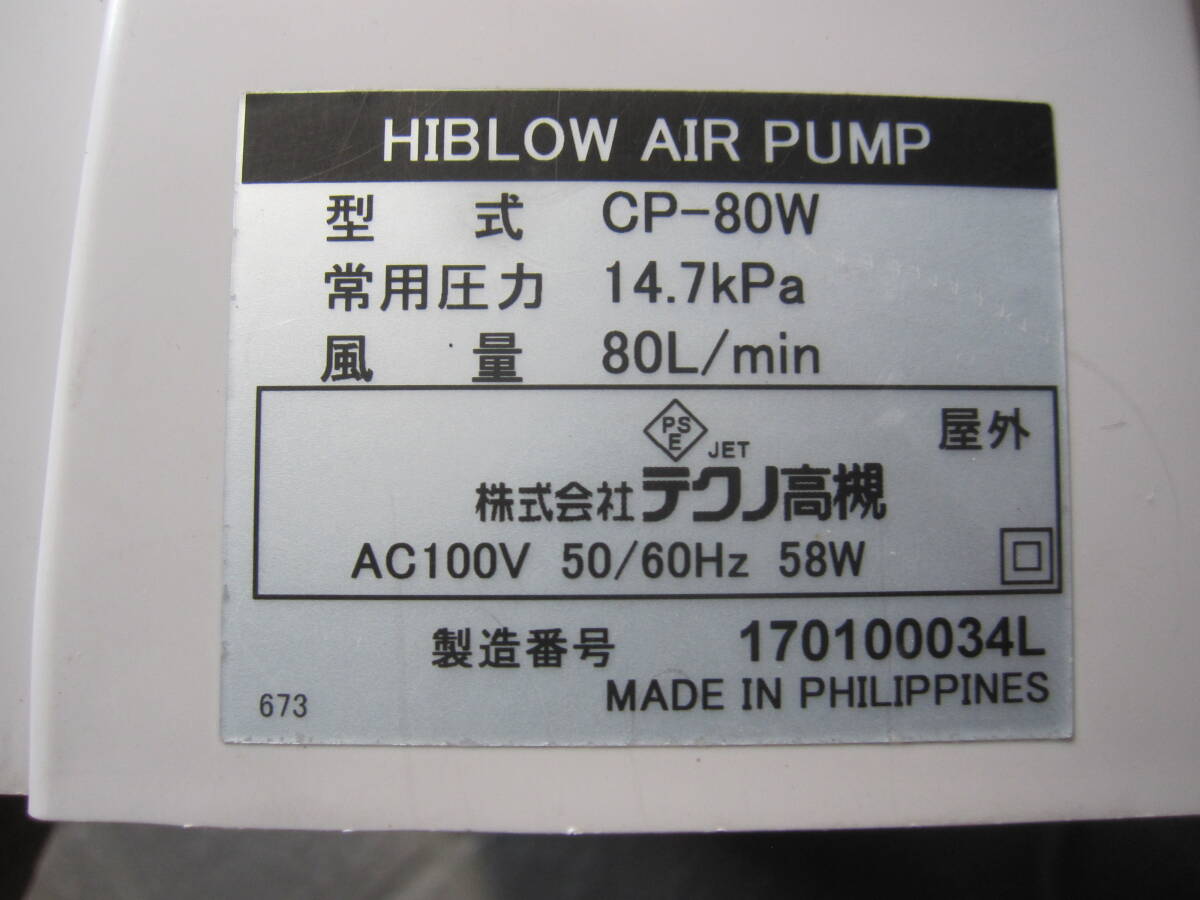 HIBLOW AIR PUMP
型 式 CP-80W
常用圧力 14.7kPa
風 量 80L/min
PS E JET 屋外
株式会社 テクノ高槻
AC100V 50/60Hz 58W
製造番号 170100034L
673 MADE IN PHILIPPINES